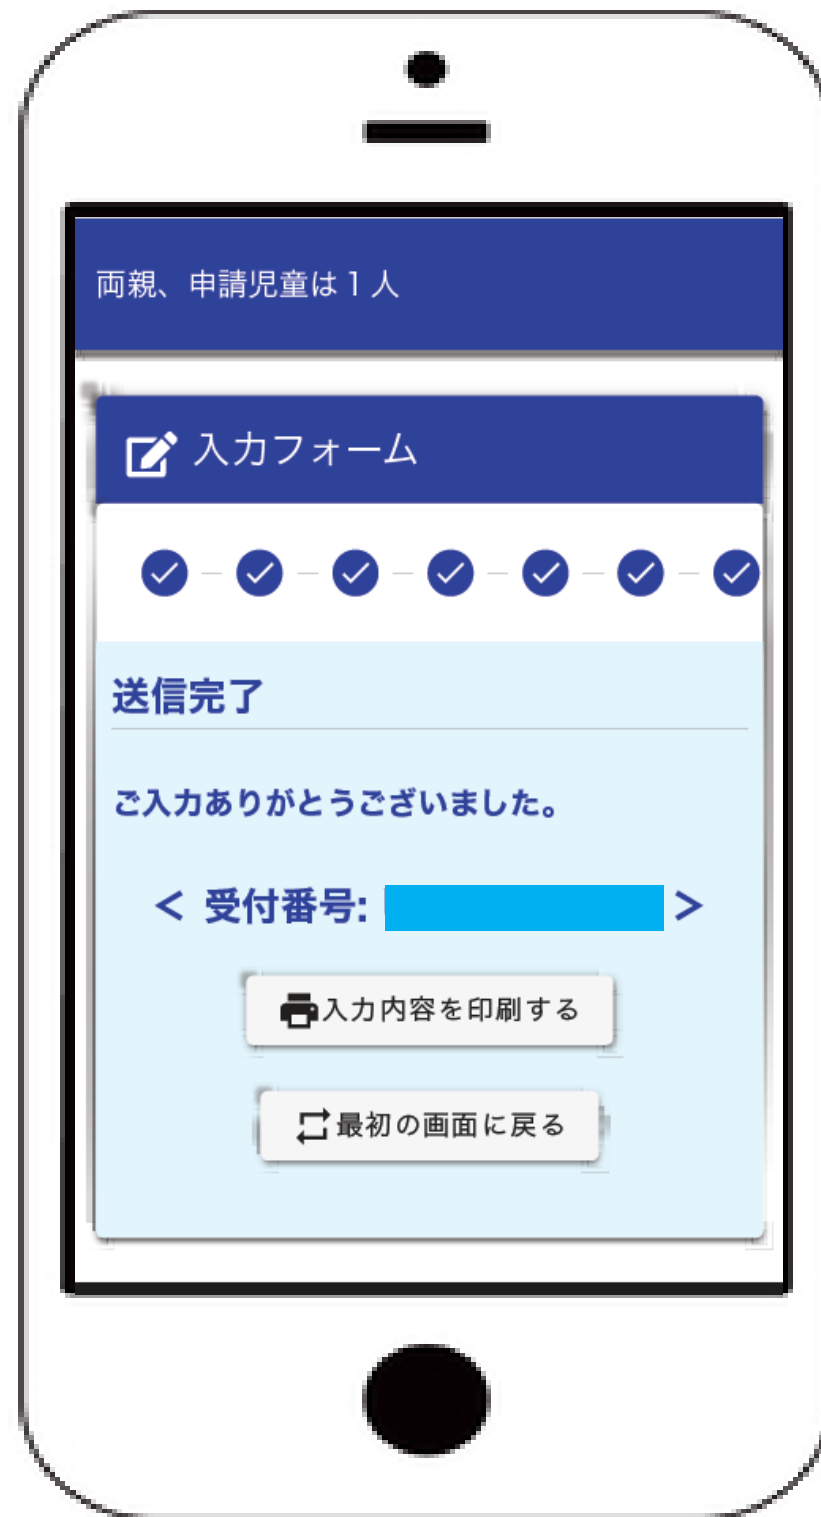 両親、申請児童は１人
入力フォーム
送信完了
ご入力ありがとうございました。
< 受付番号: >
入力内容を印刷する
最初の画面に戻る